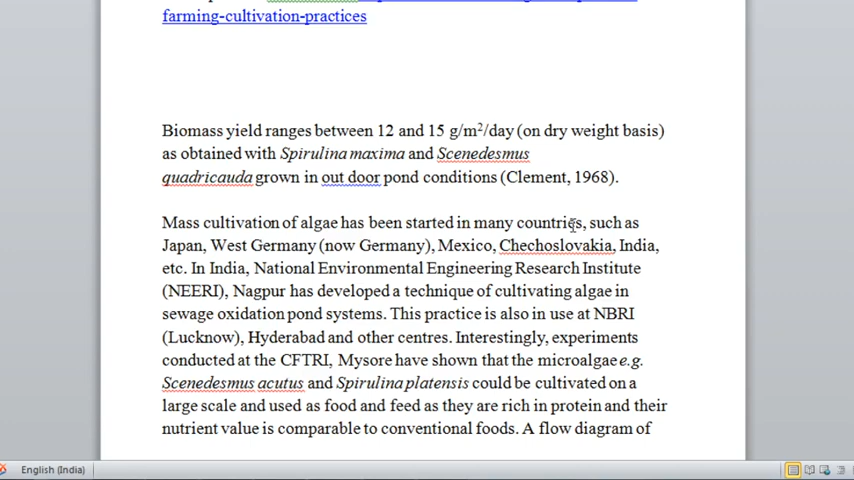 farming-cultivation-practices
Biomass yield ranges between 12 and 15 g/m²/day (on dry weight basis)
as obtained with Spirulina maxima and Scenedesmus
quadricauda grown in out door pond conditions (Clement, 1968).
Mass cultivation of algae has been started in many countries, such as
Japan, West Germany (now Germany), Mexico, Chechoslovakia, India,
etc. In India, National Environmental Engineering Research Institute
(NEERI), Nagpur has developed a technique of cultivating algae in
sewage oxidation pond systems. This practice is also in use at NBRI
(Lucknow), Hyderabad and other centres. Interestingly, experiments
conducted at the CFTRI, Mysore have shown that the microalgae e.g.
Scenedesmus acutus and Spirulina platensis could be cultivated on a
large scale and used as food and feed as they are rich in protein and their
nutrient value is comparable to conventional foods. A flow diagram of
English (India)